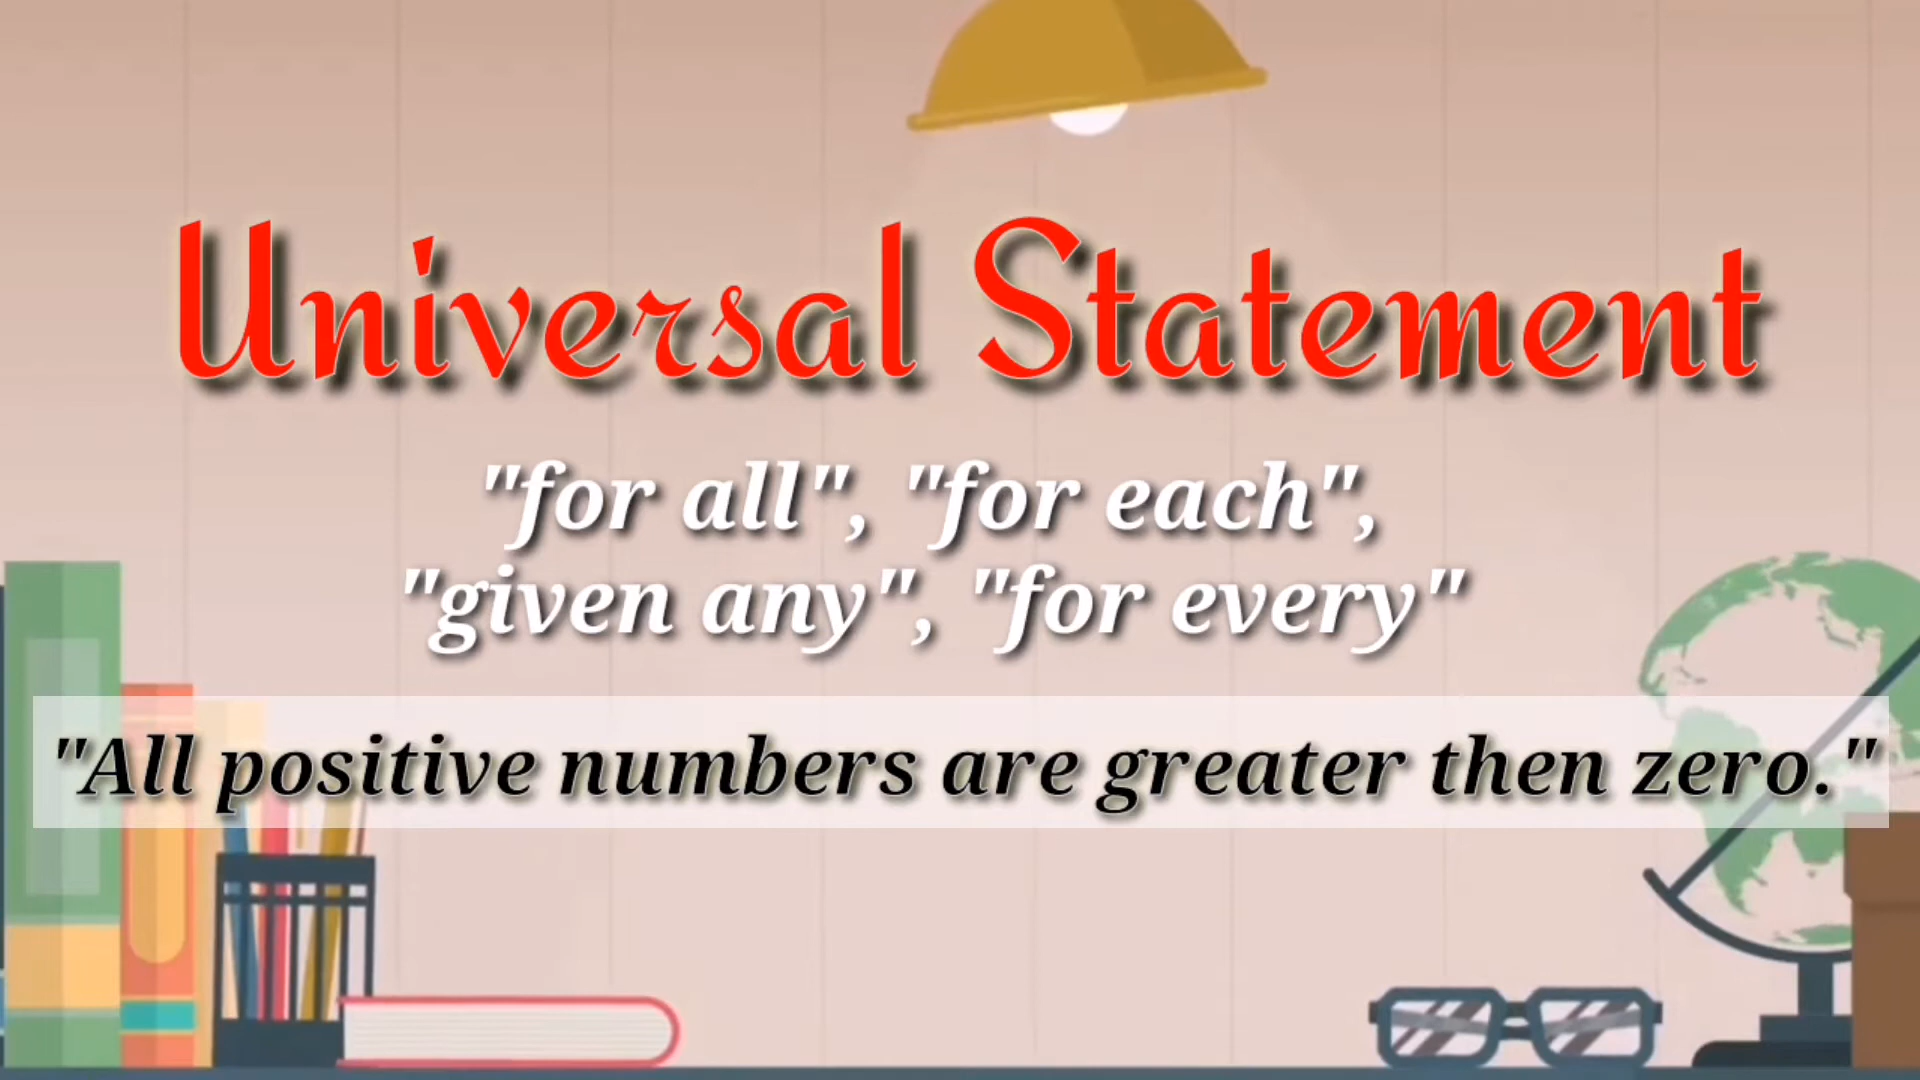 Universal Statement
"for all", "for each",
"given any", "for every"
"All positive numbers are greater then zero."